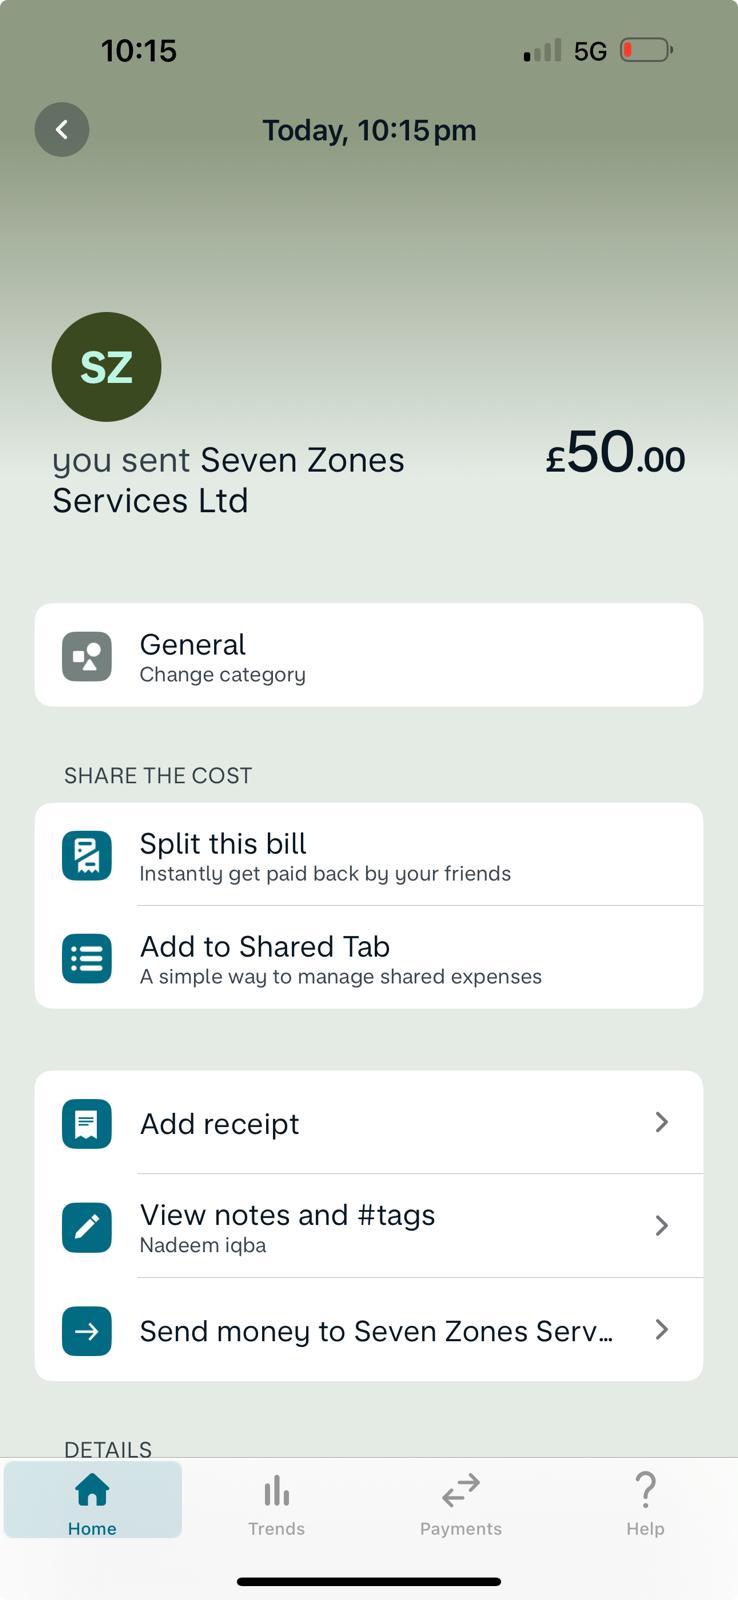 10:15
5G
Today, 10:15pm
SZ
you sent Seven Zones
Services Ltd
£50.00
General
Change category
SHARE THE COST
Split this bill
Instantly get paid back by your friends
Add to Shared Tab
A simple way to manage shared expenses
Add receipt
View notes and #tags
Nadeem iqba
Send money to Seven Zones Serv...
DETAILS
Home
Trends
Payments
Help